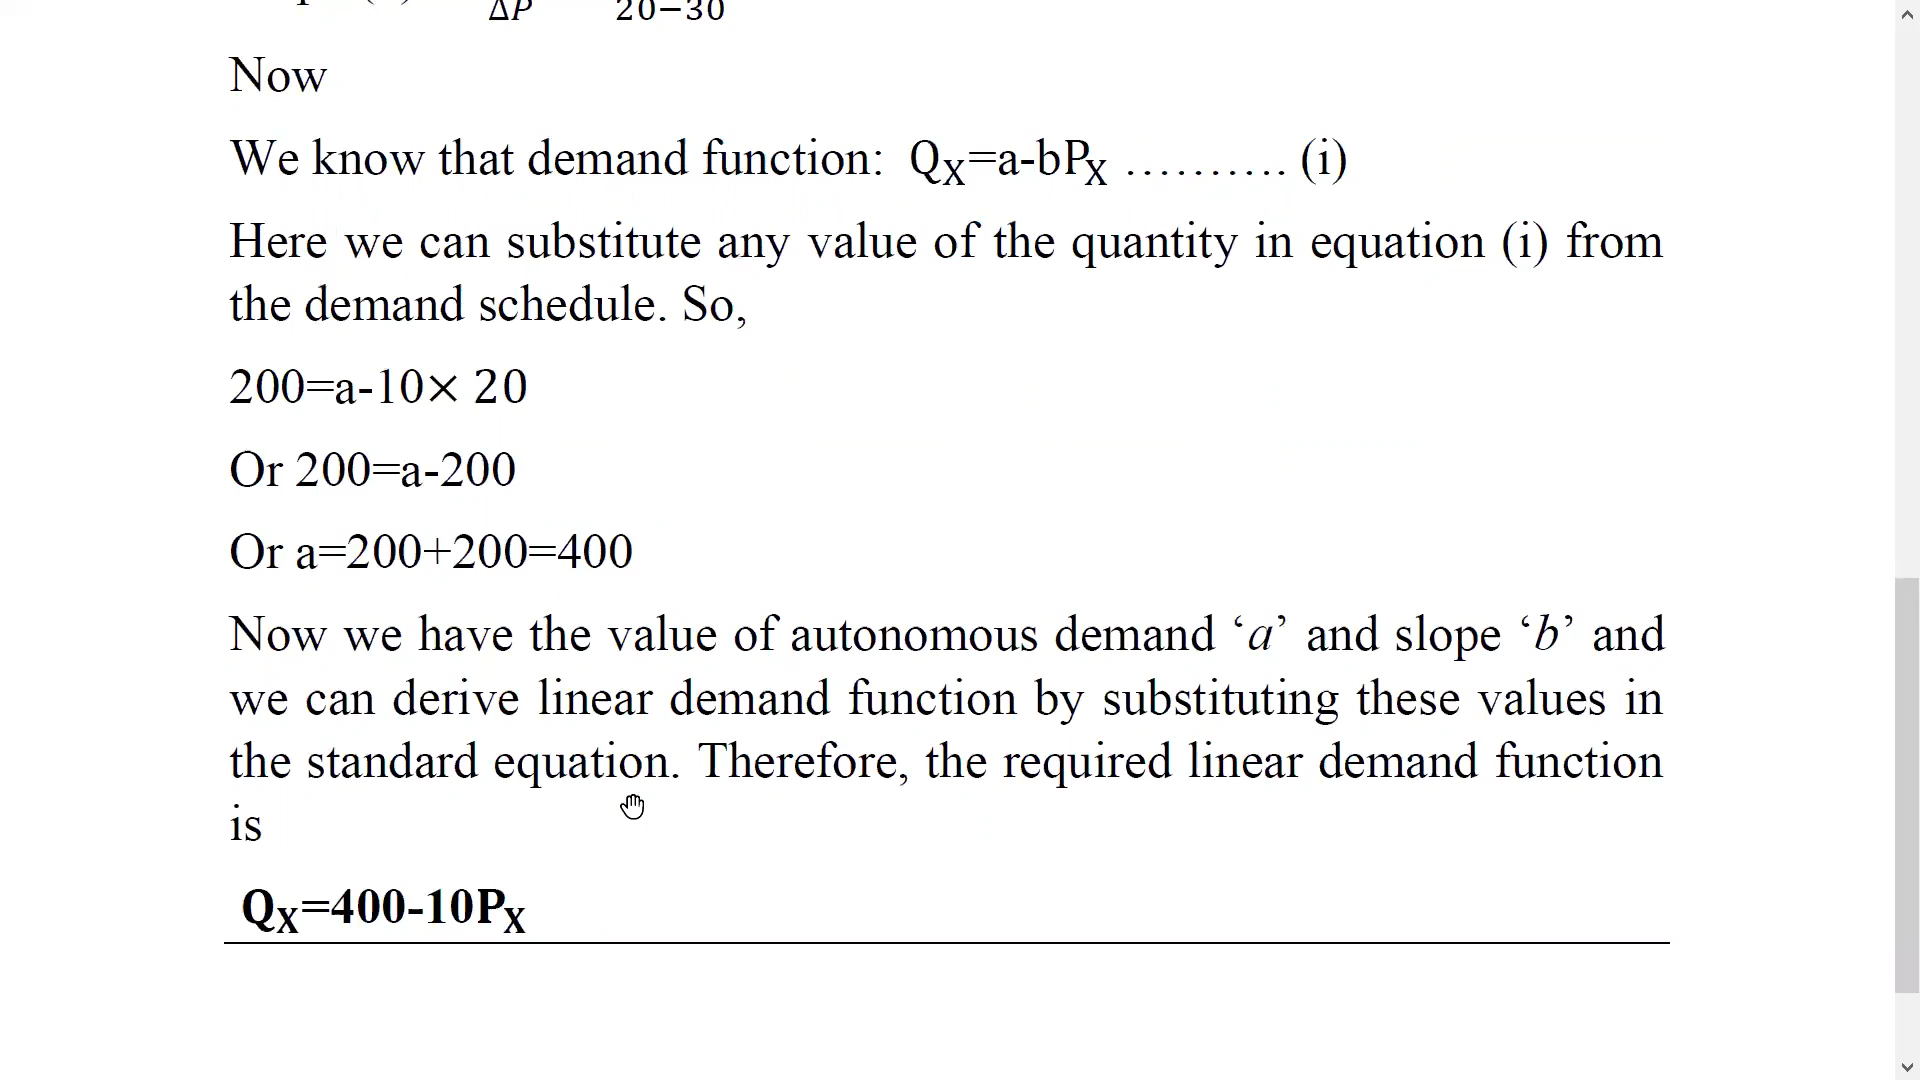 ΔP 20−30
Now
We know that demand function: Qx=a-bPx ………. (i)
Here we can substitute any value of the quantity in equation (i) from
the demand schedule. So,
200=a-10× 20
Or 200=a-200
Or a=200+200=400
Now we have the value of autonomous demand ‘a’ and slope ‘b’ and
we can derive linear demand function by substituting these values in
the standard equation. Therefore, the required linear demand function
is
Qx=400-10Px